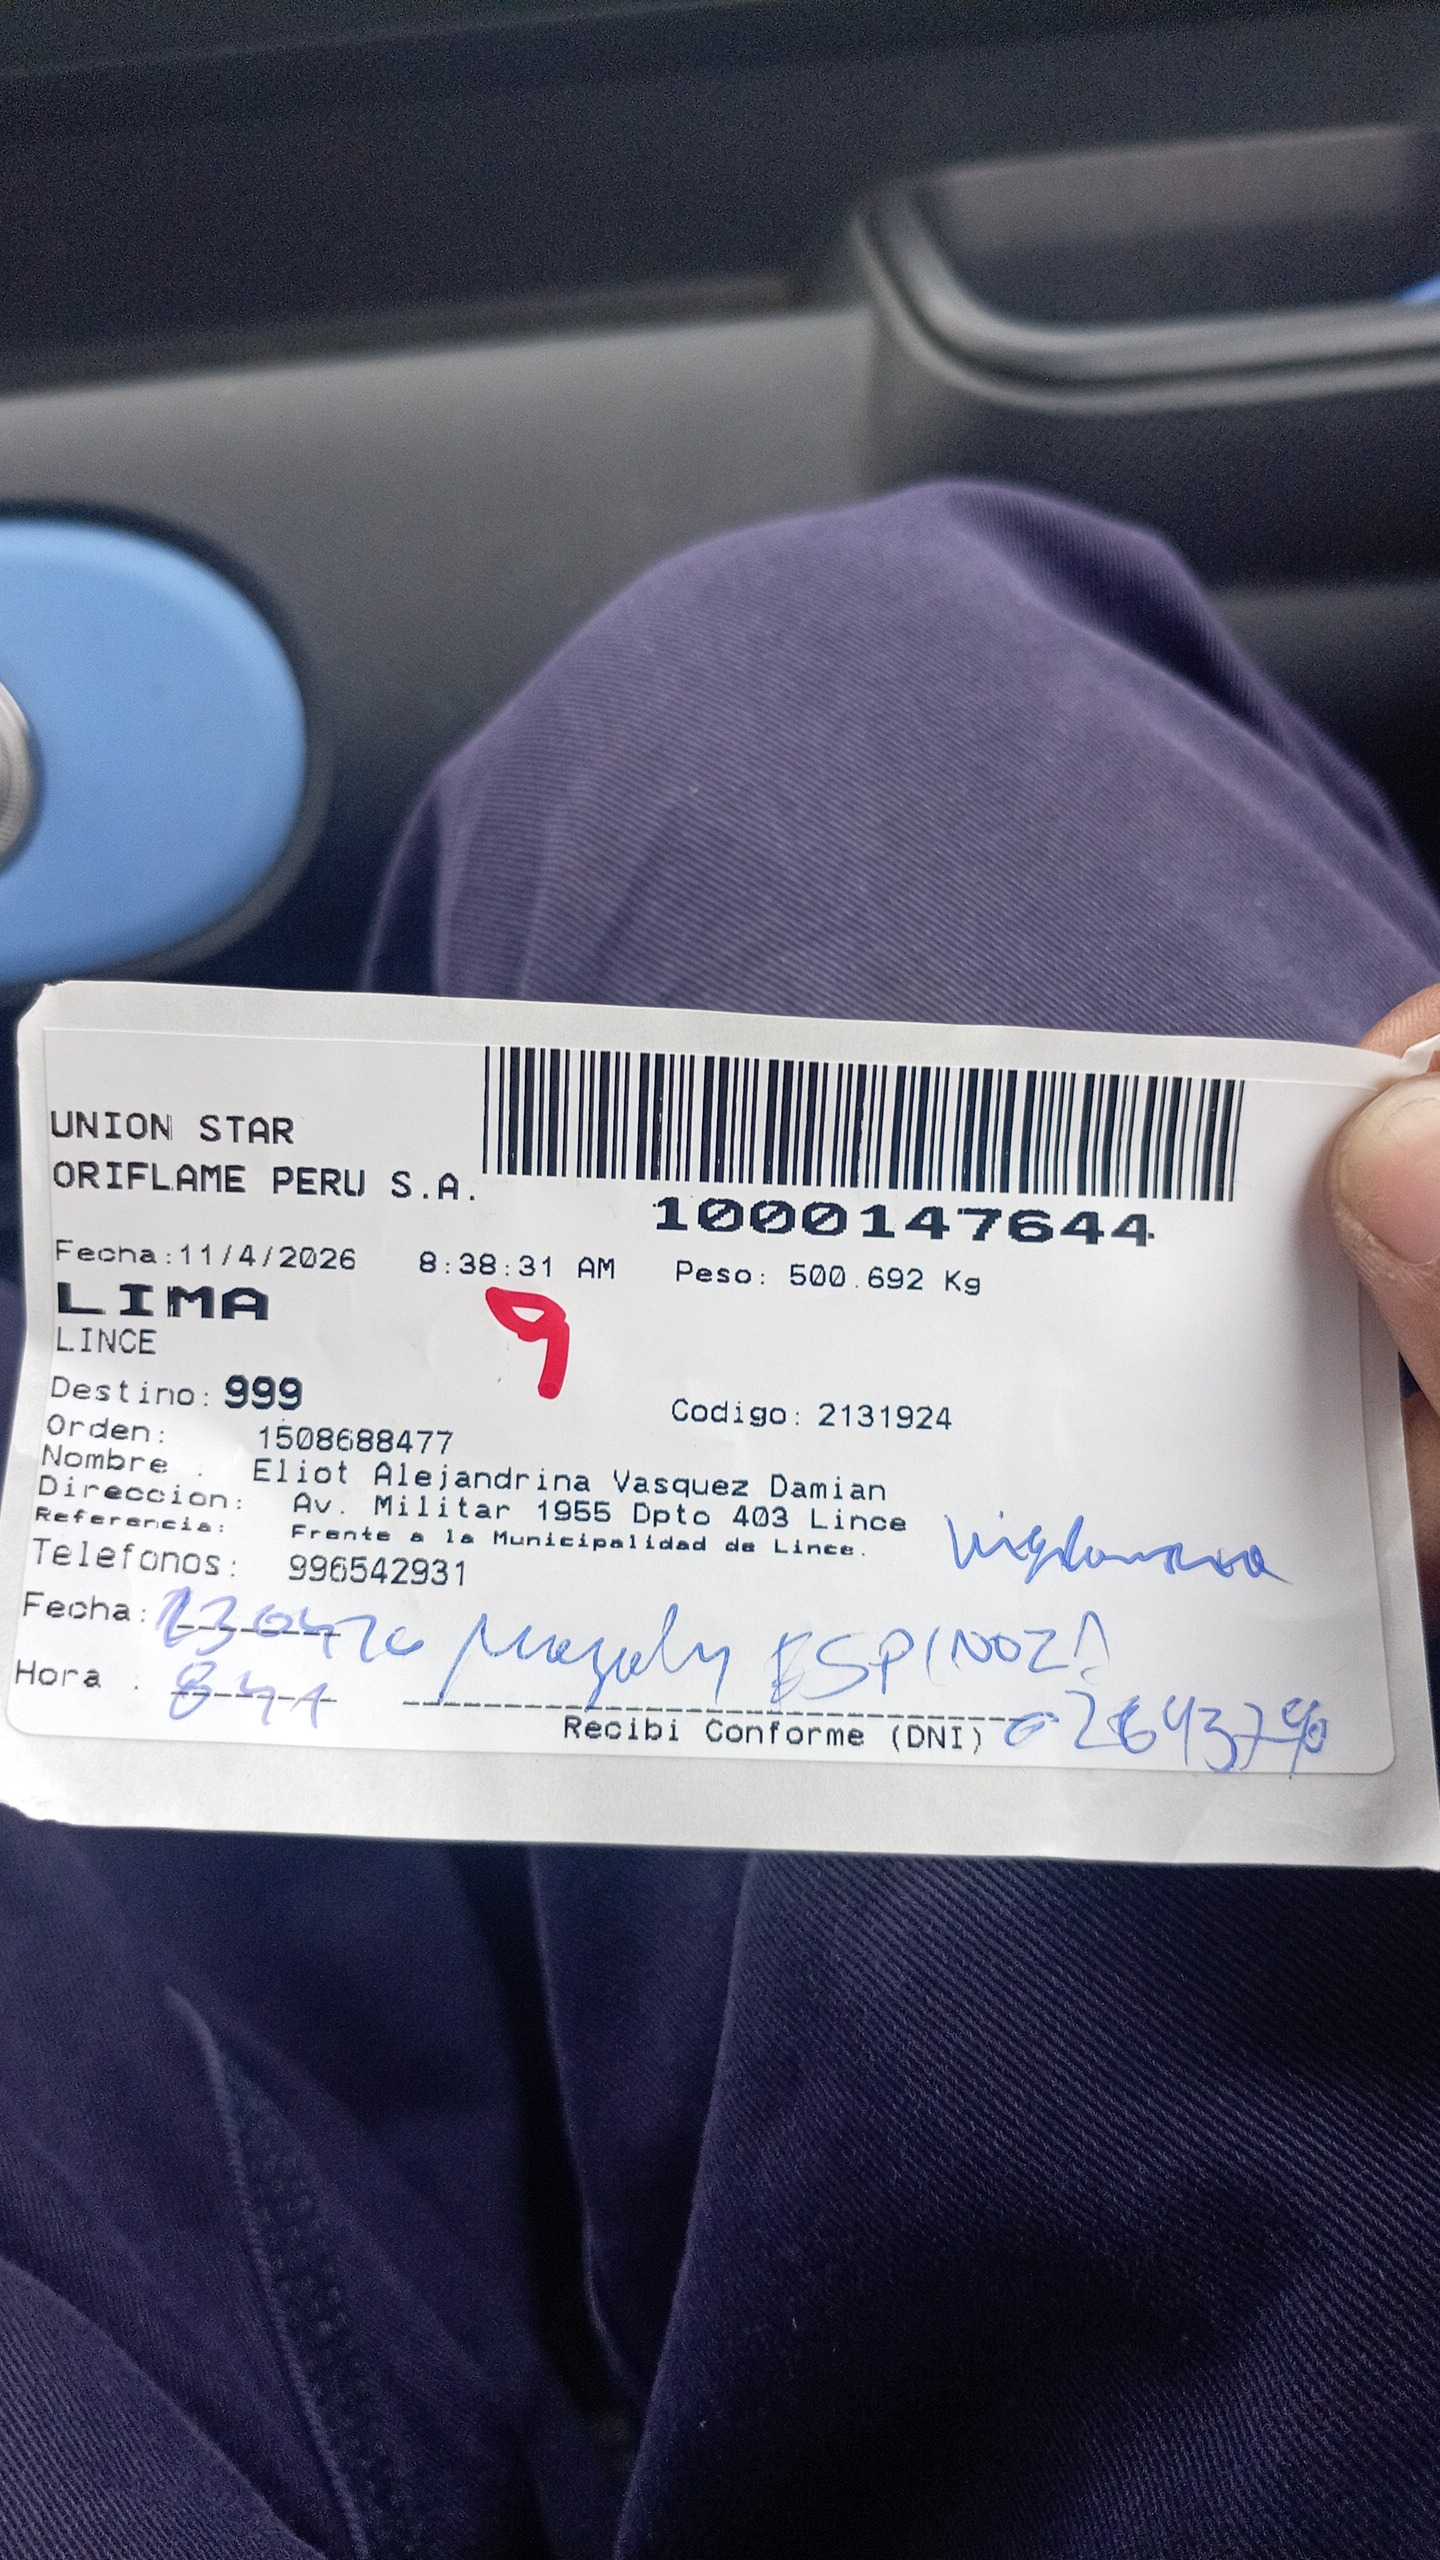 UNION STAR
ORIFLAME PERU S.A.
1000147644
Fecha:11/4/2026 8:38:31 AM Peso: 500.692 Kg
LIMA
9
LINCE
Destino: 999
Codigo: 2131924
Orden: 1508688477
Nombre : Eliot Alejandrina Vasquez Damian
Direccion: Av. Militar 1955 Dpto 403 Lince
Referencia: Frente a la Municipalidad de Lince.
Vigilancia
Telefonos: 996542931
Fecha: Magaly ESPINOZA
Hora :
Recibi Conforme (DNI)